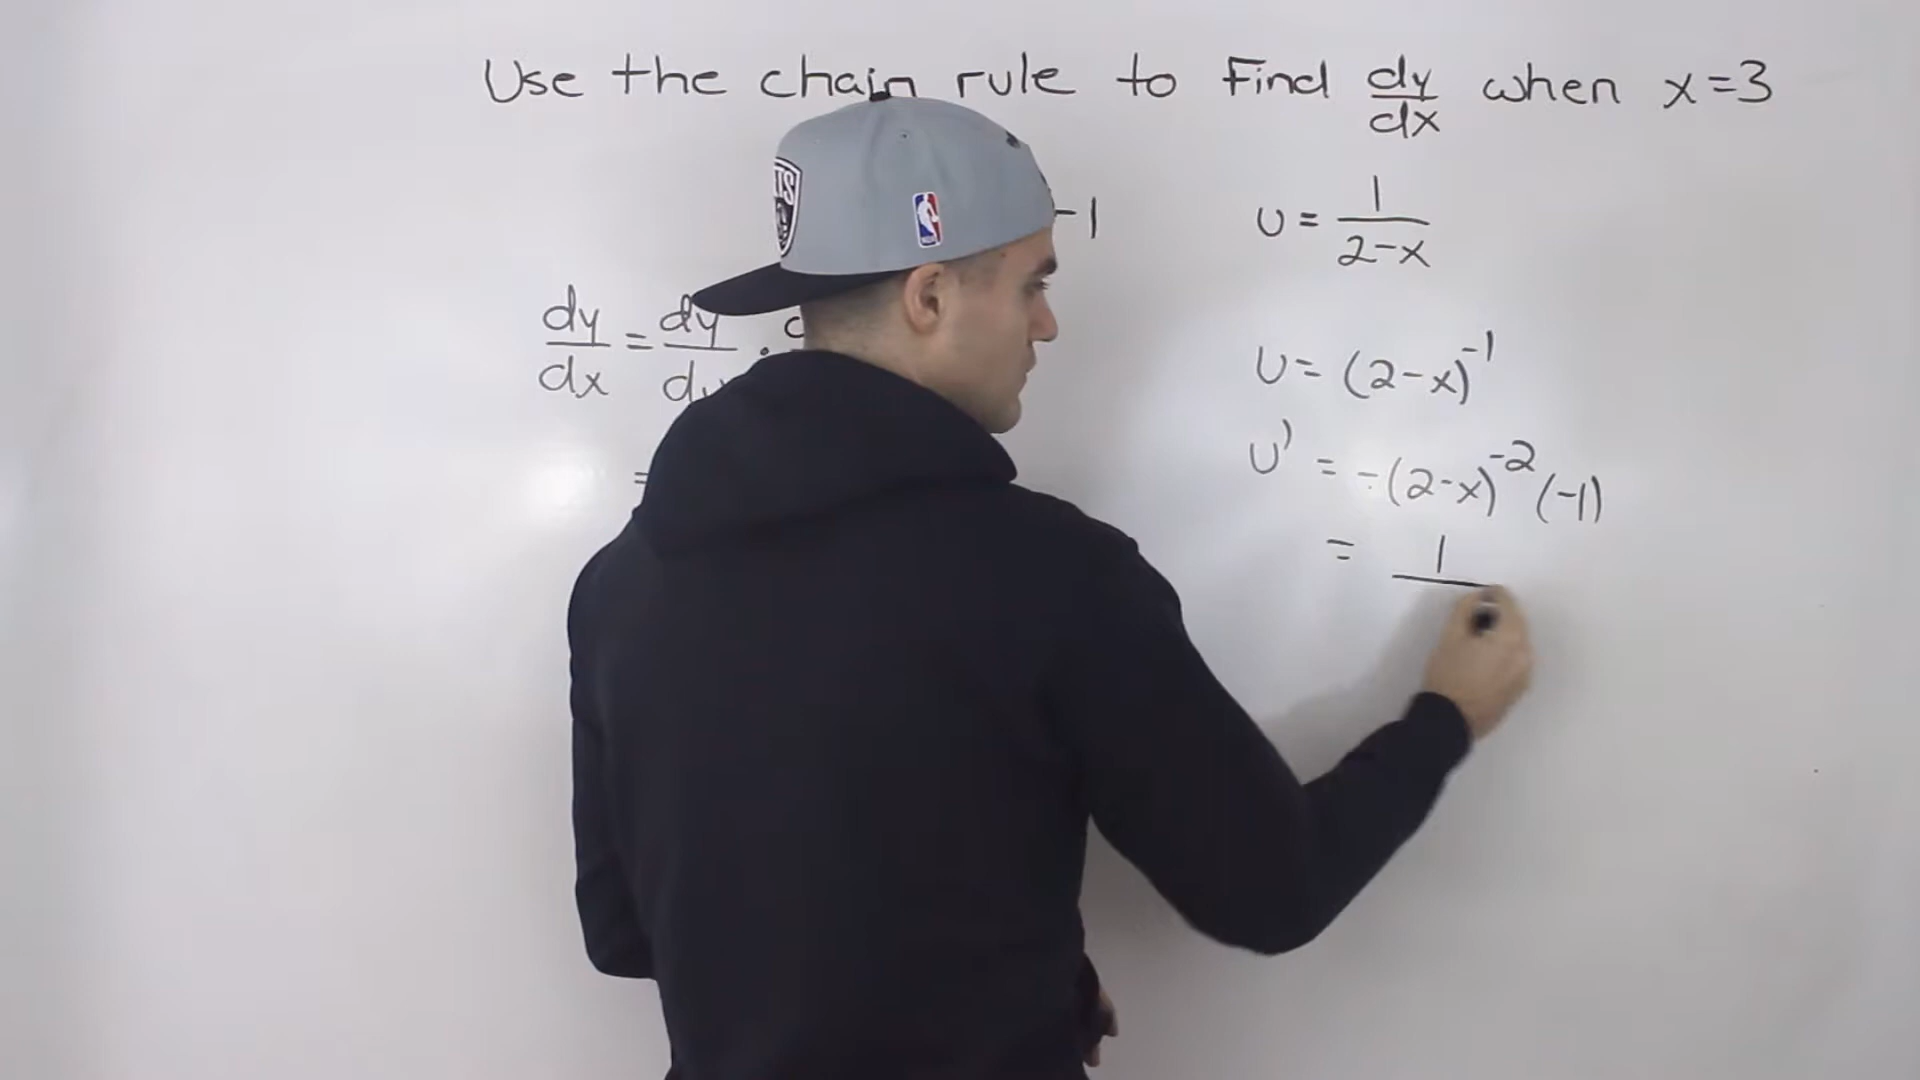 Use the chain rule to find dy/dx when x=3
-1
u = 1/(2-x)
dy/dx = dy/du ·
u = (2-x)^-1
=
u' = -(2-x)^-2 (-1)
= 1